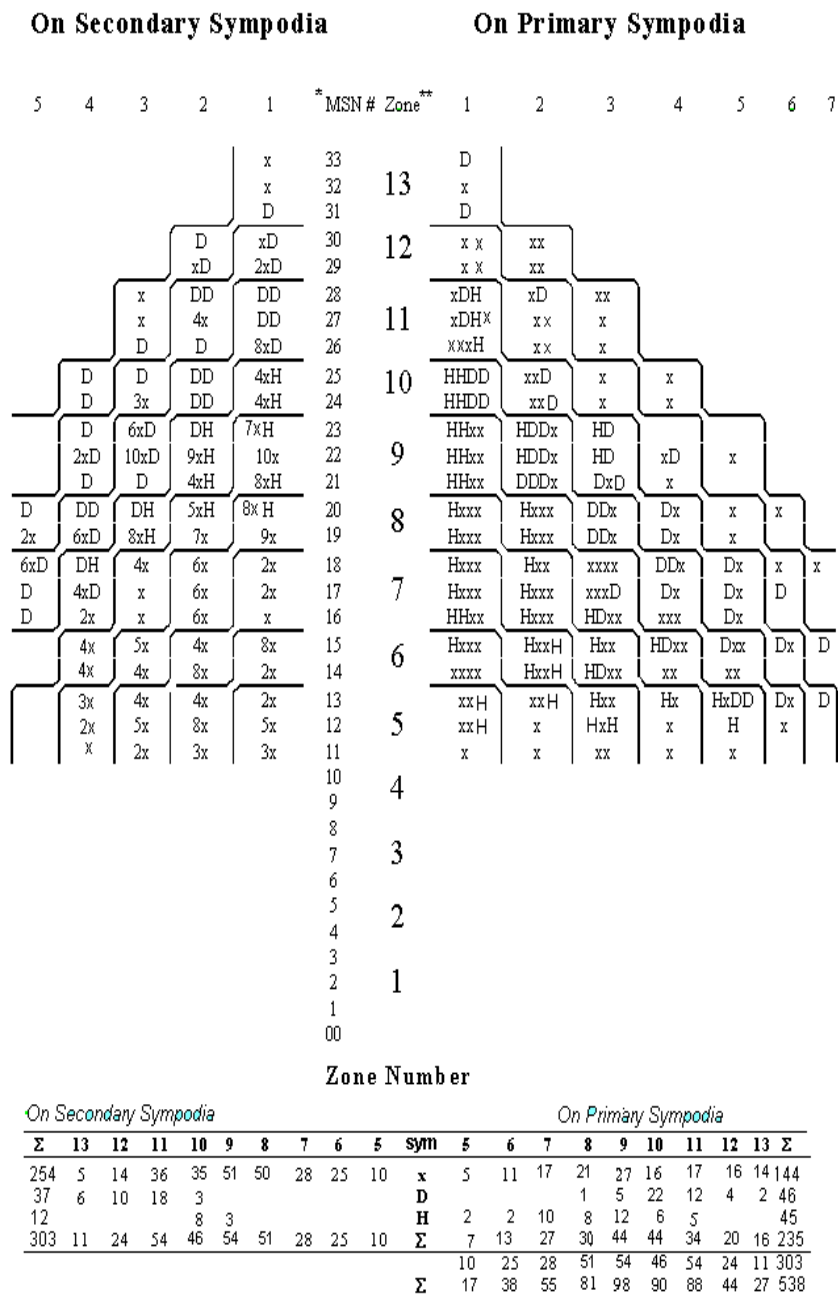 On Secondary Sympodia On Primary Sympodia
5 4 3 2 1 *MSN # Zone** 1 2 3 4 5 6 7
x 33 D
x 32 13 x
D 31 D
D xD 30 12 x x xx
xD 2xD 29 x x xx
x DD DD 28 xDH xD xx
x 4x DD 27 11 xDHx xx x
D D 8xD 26 xxxH xx x
D D DD 4xH 25 10 HHDD xxD x x
D 3x DD 4xH 24 HHDD xxD x x
D 6xD DH 7xH 23 HHxx HDDx HD
2xD 10xD 9xH 10x 22 9 HHxx HDDx HD xD x
D D 4xH 8xH 21 HHxx DDDx DxD x
D DD DH 5xH 8xH 20 8 Hxxx Hxxx DDx Dx x x
2x 6xD 8xH 7x 9x 19 Hxxx Hxxx DDx Dx x
6xD DH 4x 6x 2x 18 Hxxx Hxx xxxx DDx Dx x x
D 4xD x 6x 2x 17 7 Hxxx Hxxx xxxD Dx Dx D
D 2x x 6x x 16 HHxx Hxxx HDxx xxx Dx
4x 5x 4x 8x 15 6 Hxxx HxxH Hxx HDxx Dxx Dx D
4x 4x 8x 2x 14 xxxx HxxH HDxx xx xx
3x 4x 4x 2x 13 xxH xxH Hxx Hx HxDD Dx D
2x 5x 8x 5x 12 5 xxH x HxH x H x
x 2x 3x 3x 11 x x xx x x
10
4
9
8
7 3
6
5
2
4
3
2 1
1
00
Zone Number
On Secondary Sympodia On Primary Sympodia
Σ 13 12 11 10 9 8 7 6 5 sym 5 6 7 8 9 10 11 12 13 Σ
254 5 14 36 35 51 50 28 25 10 x 5 11 17 21 27 16 17 16 14 144
37 6 10 18 3 D 1 5 22 12 4 2 46
12 8 3 H 2 2 10 8 12 6 5 45
303 11 24 54 46 54 51 28 25 10 Σ 7 13 27 30 44 44 34 20 16 235
10 25 28 51 54 46 54 24 11 303
Σ 17 38 55 81 98 90 88 44 27 538